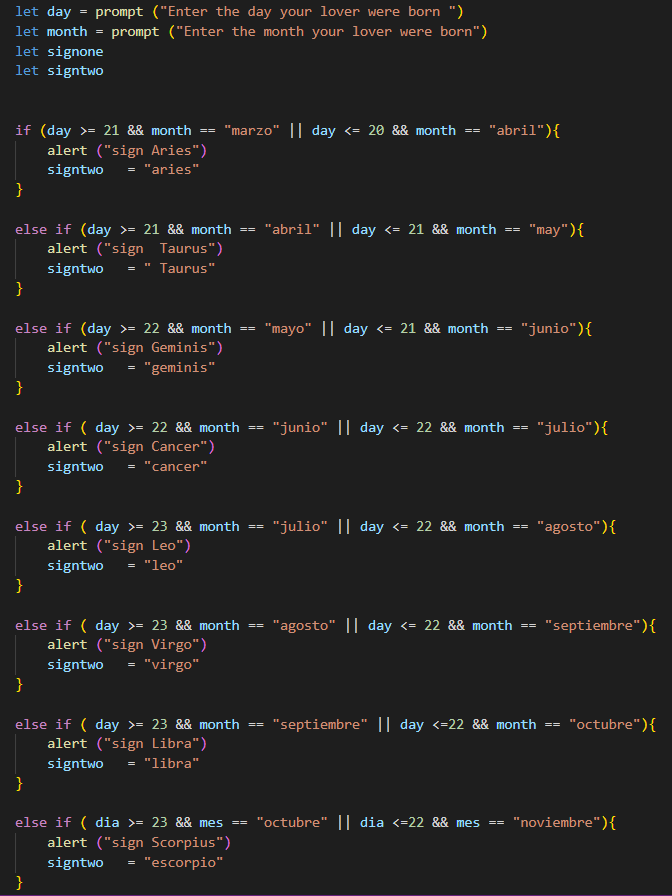 let day = prompt ("Enter the day your lover were born ")
let month = prompt ("Enter the month your lover were born")
let signone
let signtwo
if (day >= 21 && month == "marzo" || day <= 20 && month == "abril"){
alert ("sign Aries")
signtwo   = "aries"
}
else if (day >= 21 && month == "abril" || day <= 21 && month == "may"){
alert ("sign  Taurus")
signtwo   = " Taurus"
}
else if (day >= 22 && month == "mayo" || day <= 21 && month == "junio"){
alert ("sign Geminis")
signtwo   = "geminis"
}
else if ( day >= 22 && month == "junio" || day <= 22 && month == "julio"){
alert ("sign Cancer")
signtwo   = "cancer"
}
else if ( day >= 23 && month == "julio" || day <= 22 && month == "agosto"){
alert ("sign Leo")
signtwo   = "leo"
}
else if ( day >= 23 && month == "agosto" || day <= 22 && month == "septiembre"){
alert ("sign Virgo")
signtwo   = "virgo"
}
else if ( day >= 23 && month == "septiembre" || day <=22 && month == "octubre"){
alert ("sign Libra")
signtwo   = "libra"
}
else if ( dia >= 23 && mes == "octubre" || dia <=22 && mes == "noviembre"){
alert ("sign Scorpius")
signtwo   = "escorpio"
}